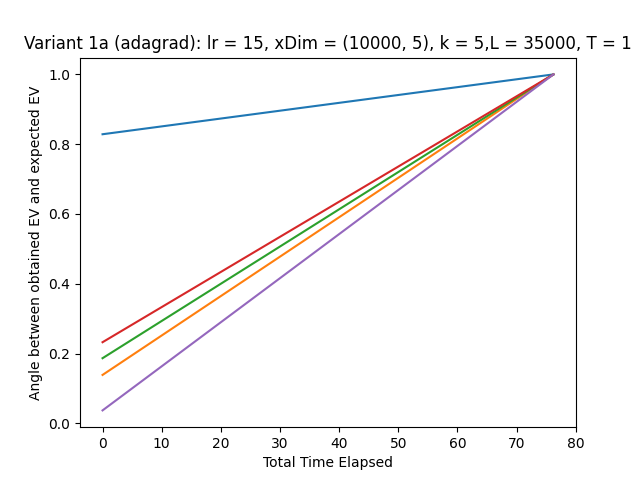 Variant 1a (adagrad): lr = 15, xDim = (10000, 5), k = 5,L = 35000, T = 1
Angle between obtained EV and expected EV
1.0
0.8
0.6
0.4
0.2
0.0
0 10 20 30 40 50 60 70 80
Total Time Elapsed